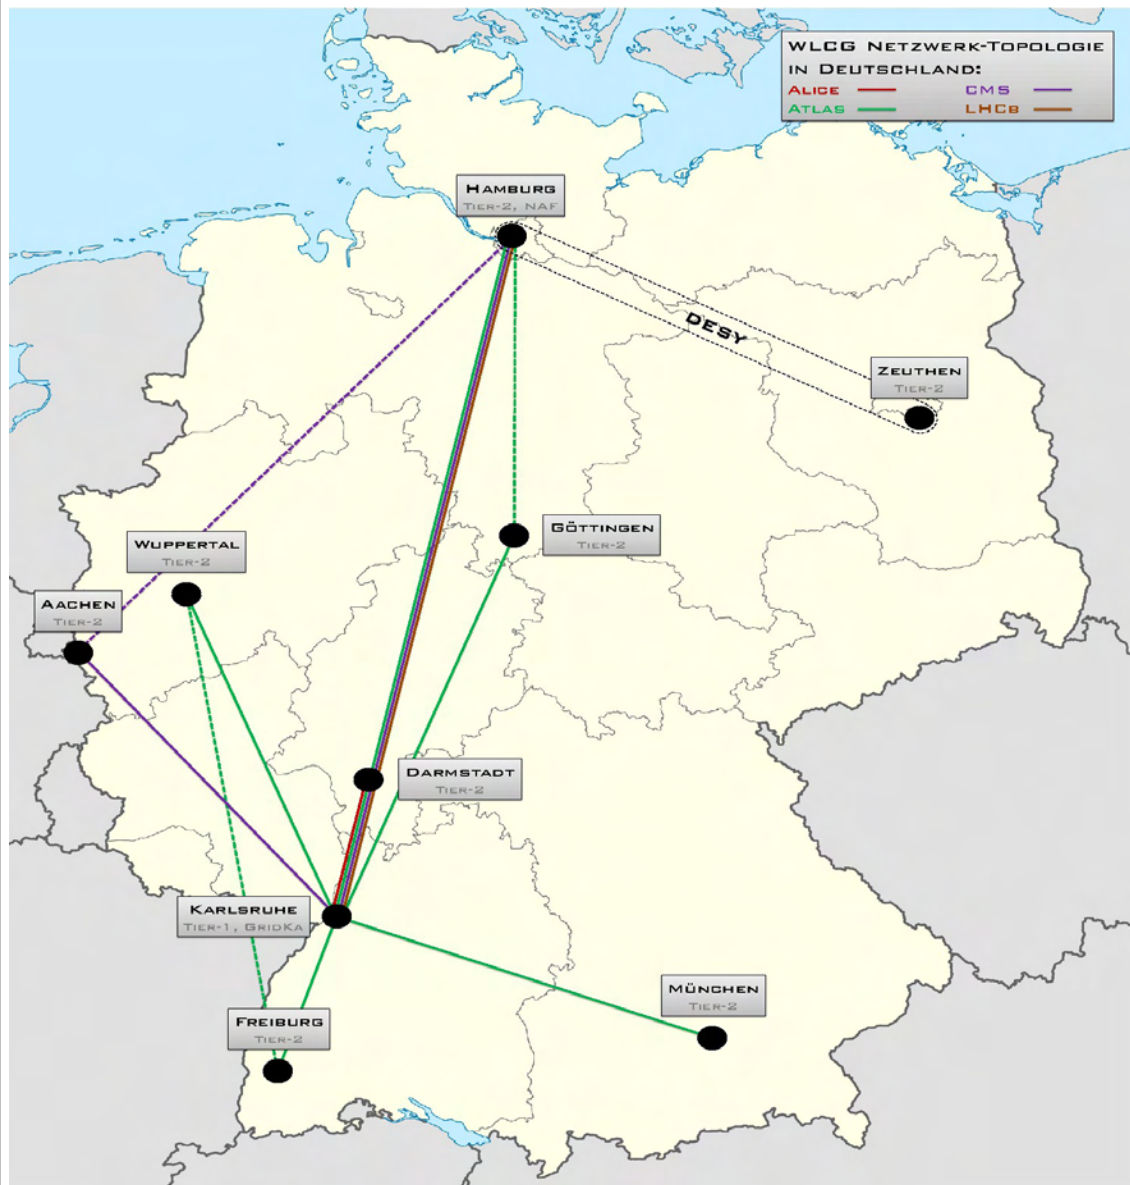 WLCG Netzwerk-Topologie
in Deutschland:
Alice
CMS
Atlas
LHCb
Hamburg
Tier-2, NAF
DESY
Zeuthen
Tier-2
Göttingen
Tier-2
Wuppertal
Tier-2
Aachen
Tier-2
Darmstadt
Tier-2
Karlsruhe
Tier-1, GridKa
München
Tier-2
Freiburg
Tier-2